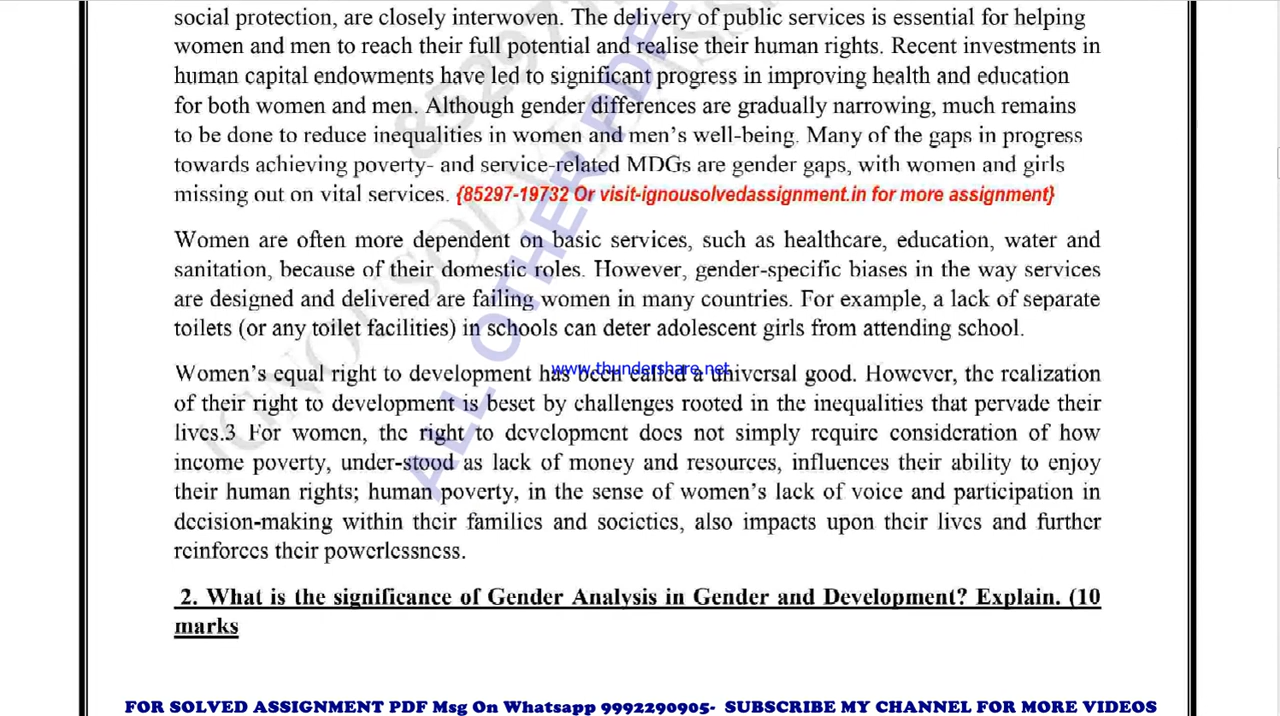 social protection, are closely interwoven. The delivery of public services is essential for helping
women and men to reach their full potential and realise their human rights. Recent investments in
human capital endowments have led to significant progress in improving health and education
for both women and men. Although gender differences are gradually narrowing, much remains
to be done to reduce inequalities in women and men's well-being. Many of the gaps in progress
towards achieving poverty- and service-related MDGs are gender gaps, with women and girls
missing out on vital services. {85297-19732 Or visit-ignousolvedassignment.in for more assignment}
Women are often more dependent on basic services, such as healthcare, education, water and
sanitation, because of their domestic roles. However, gender-specific biases in the way services
are designed and delivered are failing women in many countries. For example, a lack of separate
toilets (or any toilet facilities) in schools can deter adolescent girls from attending school.
www.thundershare.net
Women's equal right to development has been called a universal good. However, the realization
of their right to development is beset by challenges rooted in the inequalities that pervade their
lives.3 For women, the right to development does not simply require consideration of how
income poverty, under-stood as lack of money and resources, influences their ability to enjoy
their human rights; human poverty, in the sense of women's lack of voice and participation in
decision-making within their families and societies, also impacts upon their lives and further
reinforces their powerlessness.
2. What is the significance of Gender Analysis in Gender and Development? Explain. (10
marks
ALL OTHER PDF
FOR SOLVED ASSIGNMENT PDF Msg On Whatsapp 9992290905- SUBSCRIBE MY CHANNEL FOR MORE VIDEOS